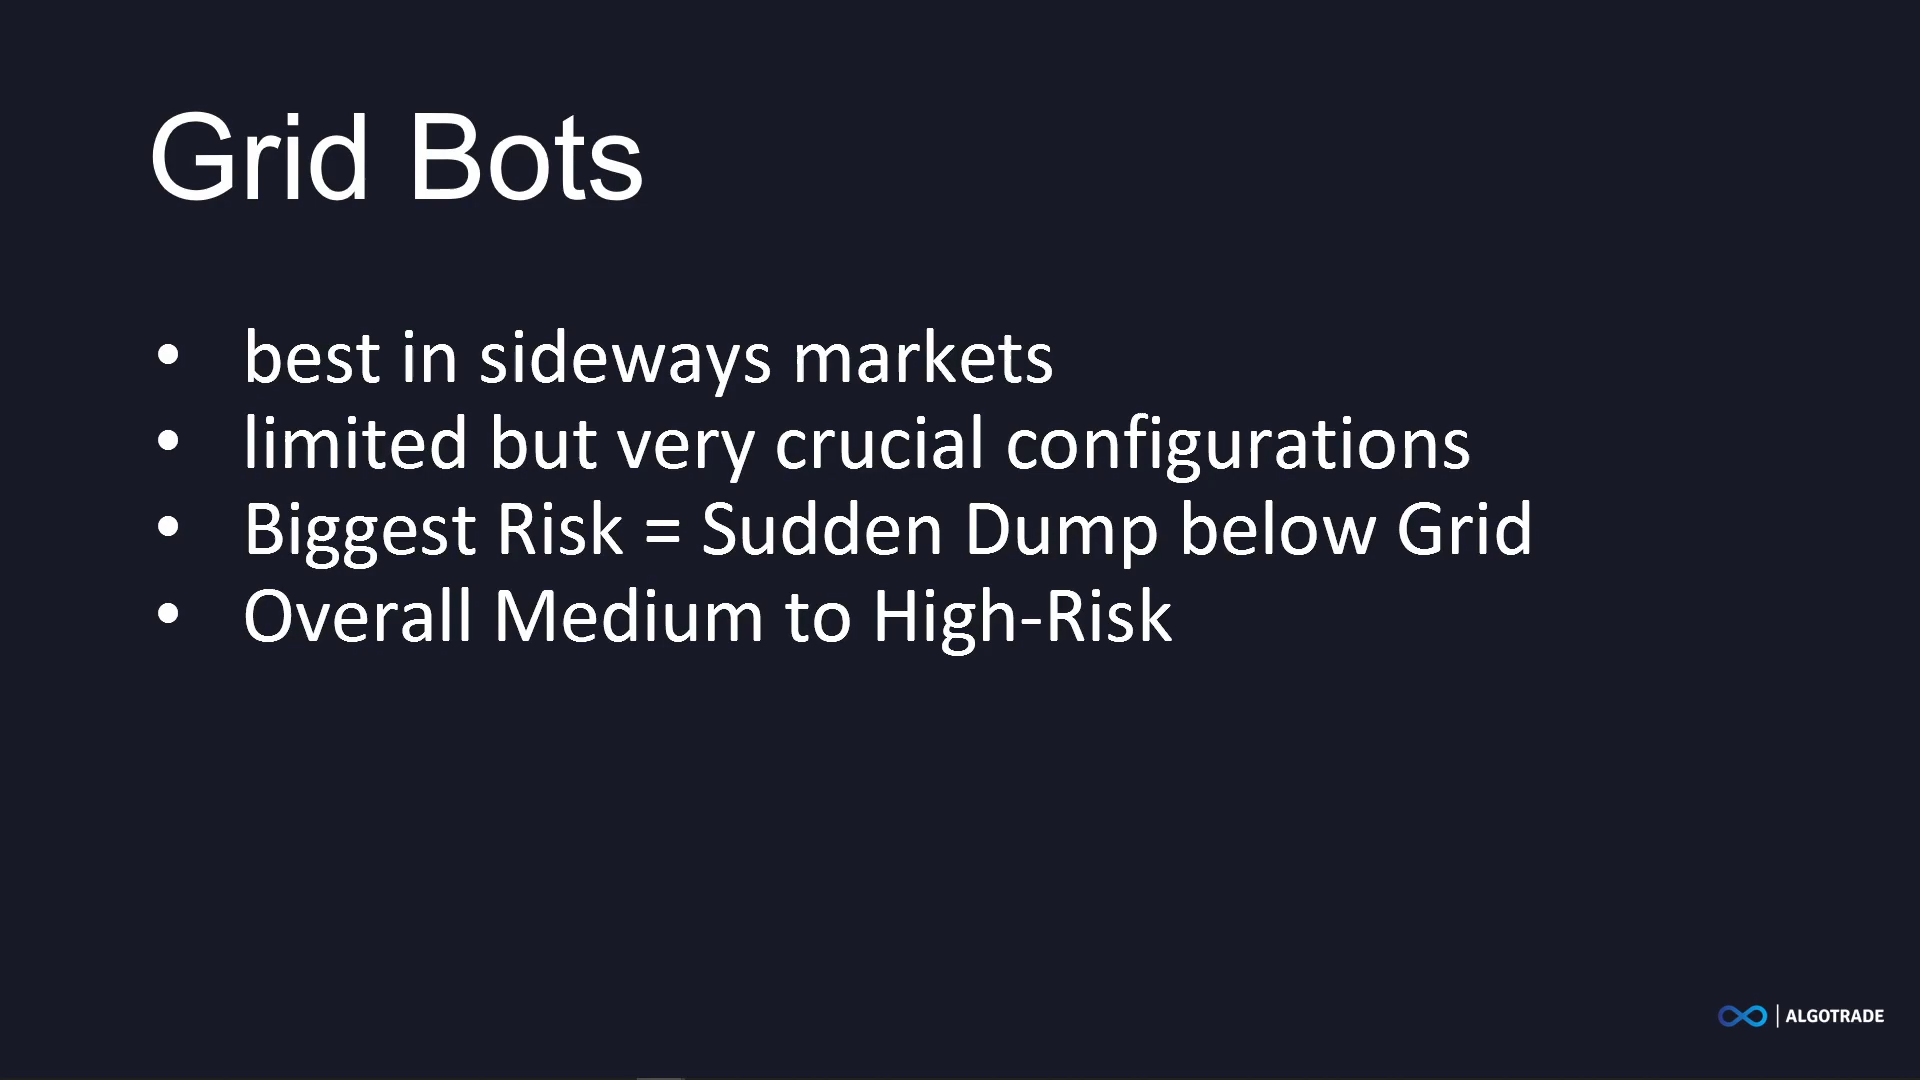 Grid Bots
• best in sideways markets
• limited but very crucial configurations
• Biggest Risk = Sudden Dump below Grid
• Overall Medium to High-Risk
ALGOTRADE